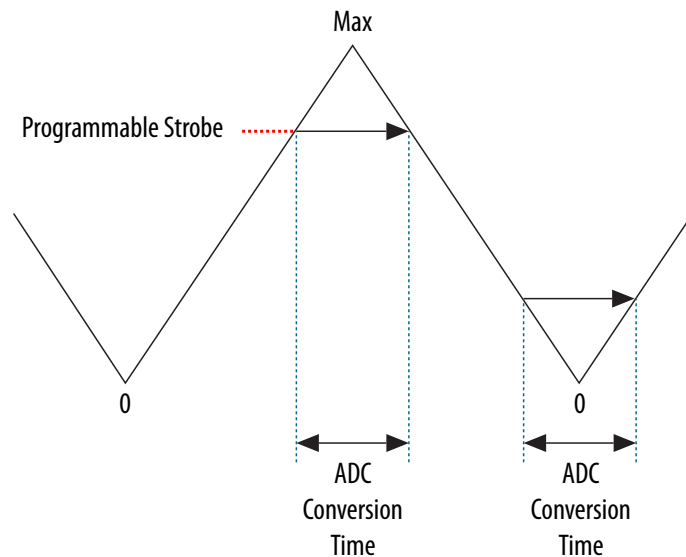 Max
Programmable Strobe
0
0
ADC
Conversion
Time
ADC
Conversion
Time